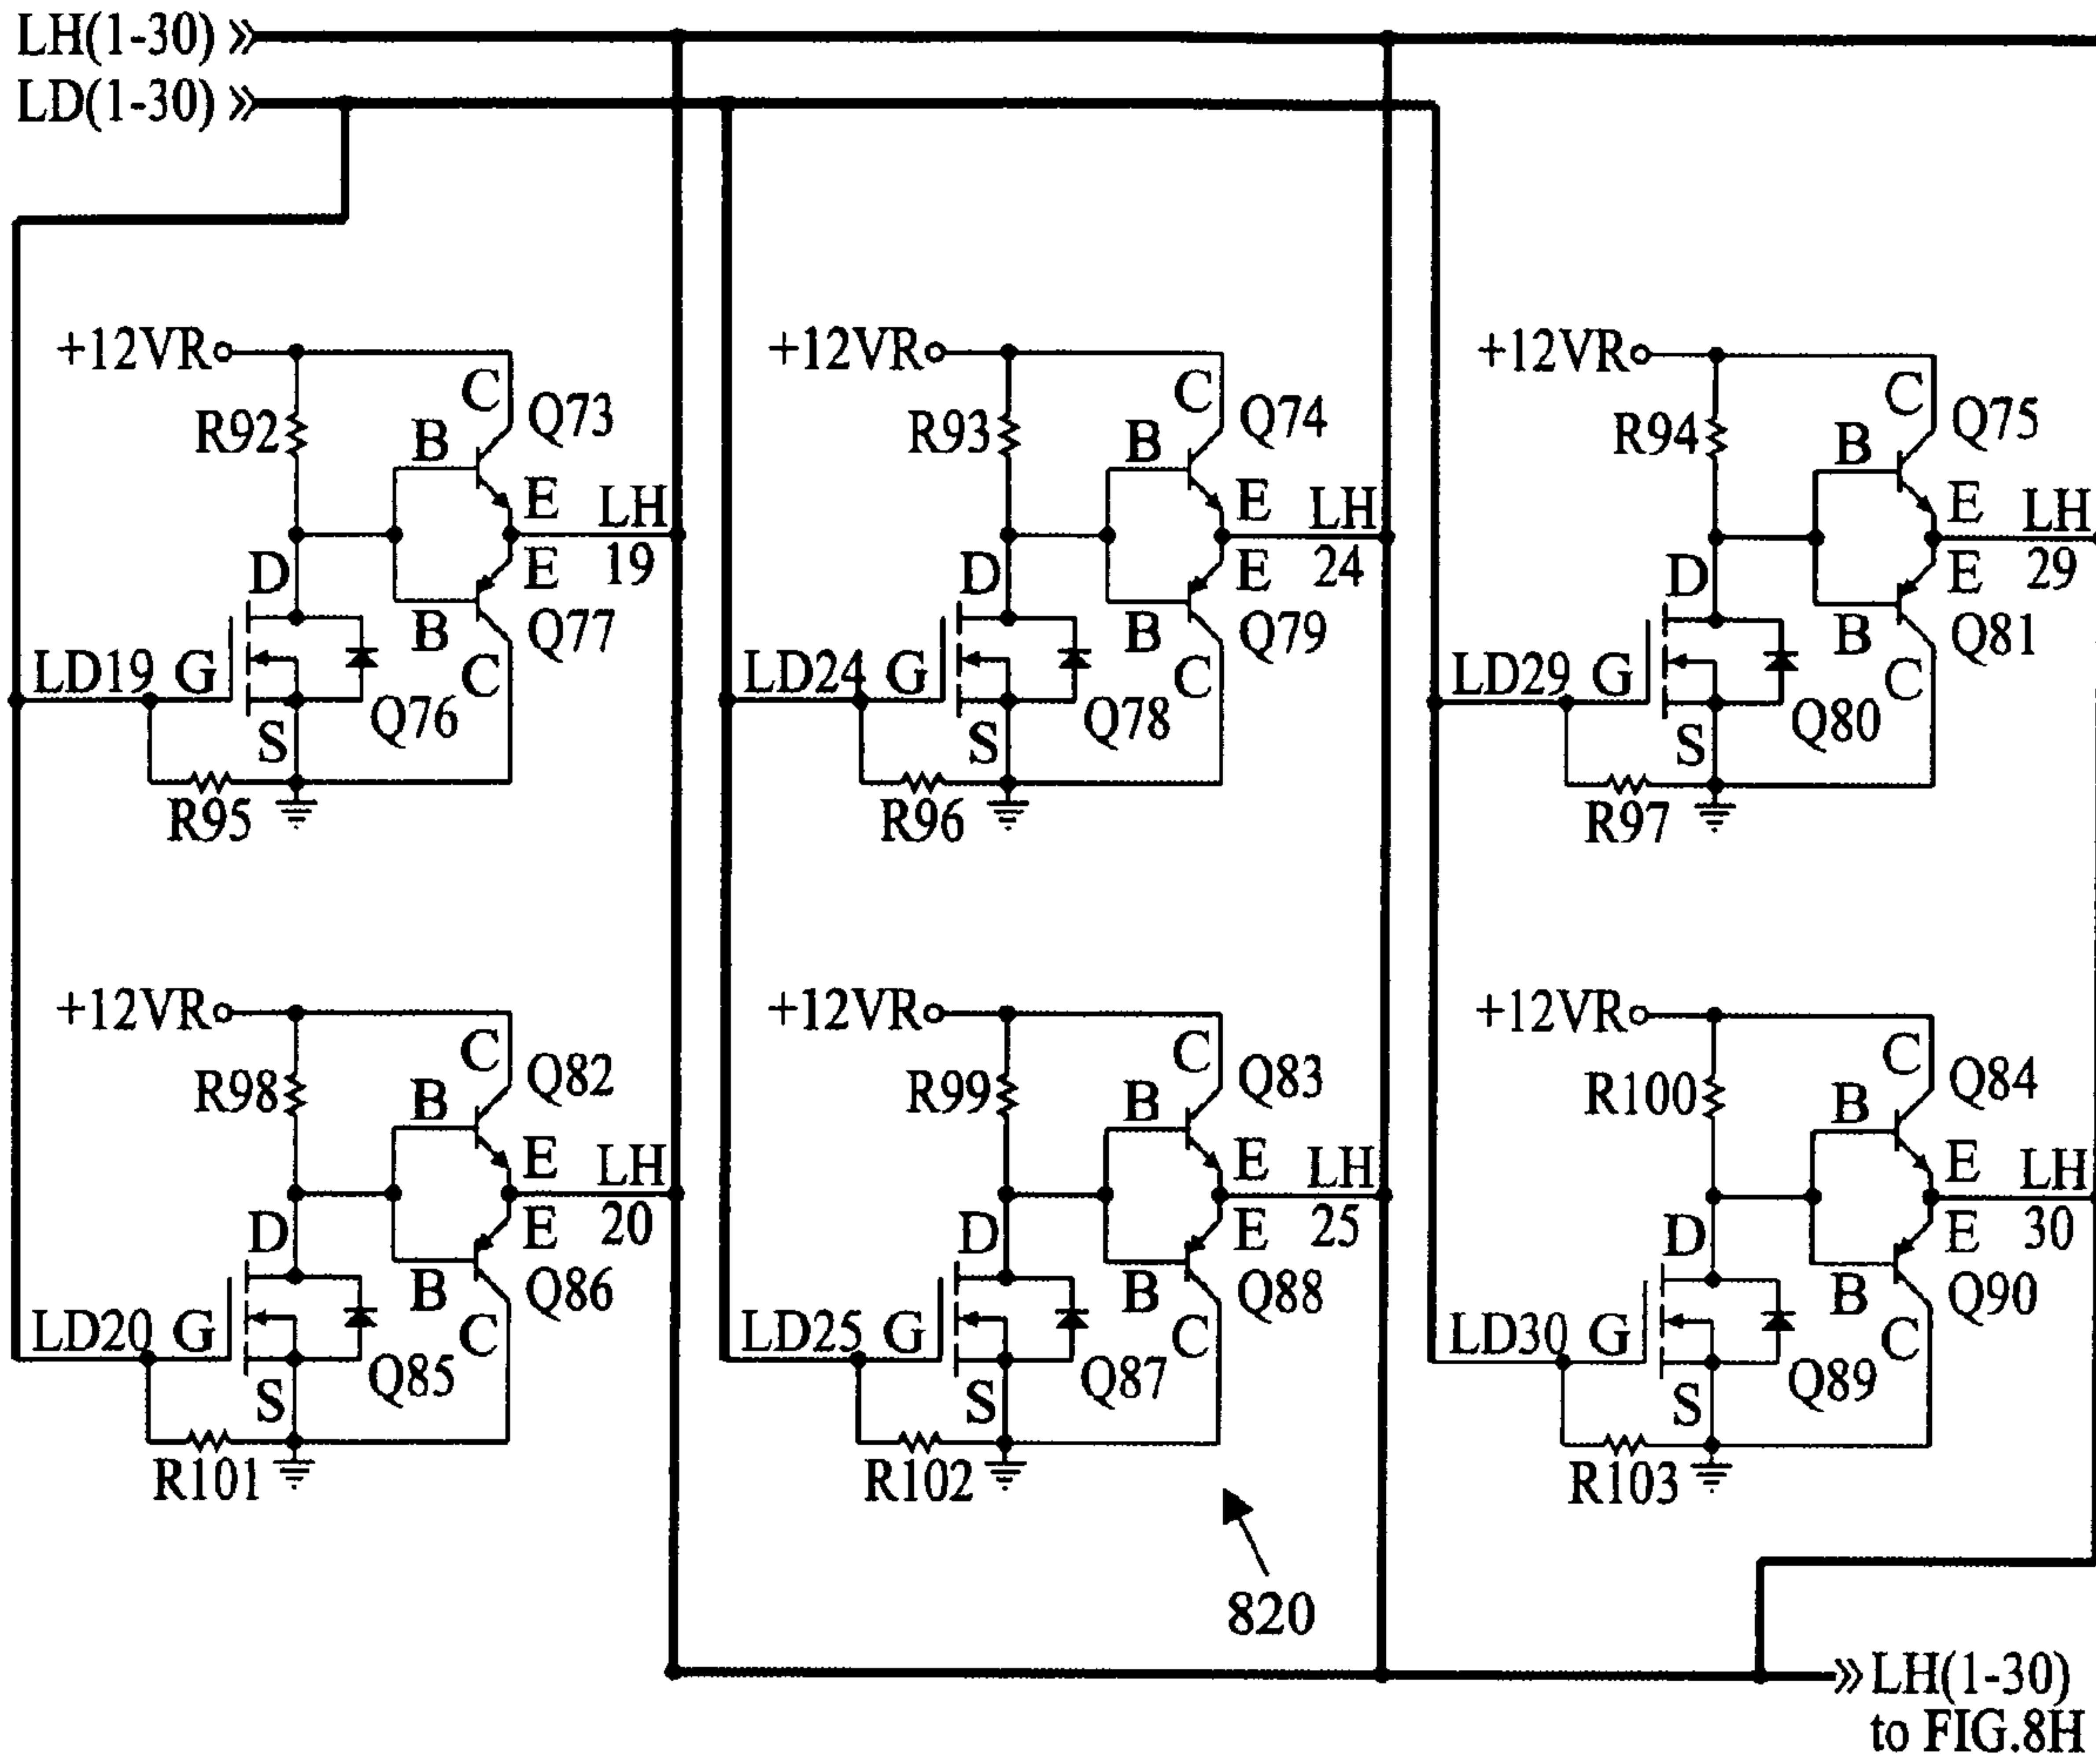 LH(1-30)
LD(1-30)
+12VR
C
Q73
R92
B
E
LH
19
D
E
B
Q77
LD19
G
C
Q76
S
R95
+12VR
C
Q74
R93
B
E
LH
24
D
E
B
Q79
LD24
G
C
Q78
S
R96
+12VR
C
Q75
R94
B
E
LH
29
D
E
B
Q81
LD29
G
C
Q80
S
R97
+12VR
C
Q82
R98
B
E
LH
20
D
E
B
Q86
LD20
G
C
Q85
S
R101
+12VR
C
Q83
R99
B
E
LH
25
D
E
B
Q88
LD25
G
C
Q87
S
R102
+12VR
C
Q84
R100
B
E
LH
30
D
E
B
Q90
LD30
G
C
Q89
S
R103
820
LH(1-30)
to FIG.8H